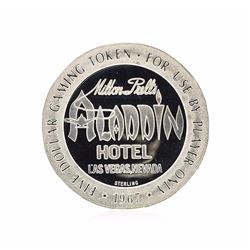 FIVE DOLLAR GAMING TOKEN · FOR USE BY PLAYER ONLY ·
Milton Prell's
ALADDIN
HOTEL
LAS VEGAS, NEVADA
STERLING
· 1967 ·